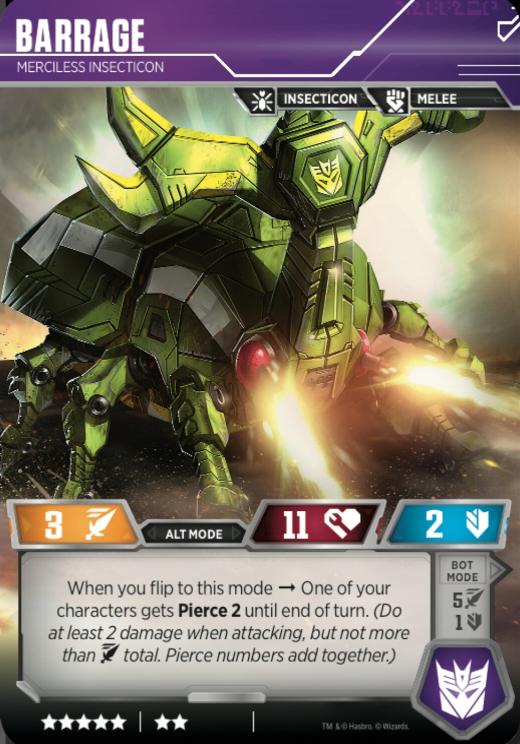 BARRAGE
MERCILESS INSECTICON
INSECTICON
MELEE
3
ALT MODE
11
2
When you flip to this mode → One of your
characters gets Pierce 2 until end of turn. (Do
at least 2 damage when attacking, but not more
than total. Pierce numbers add together.)
BOT
MODE
5
1
TM & © Hasbro. © Wizards.